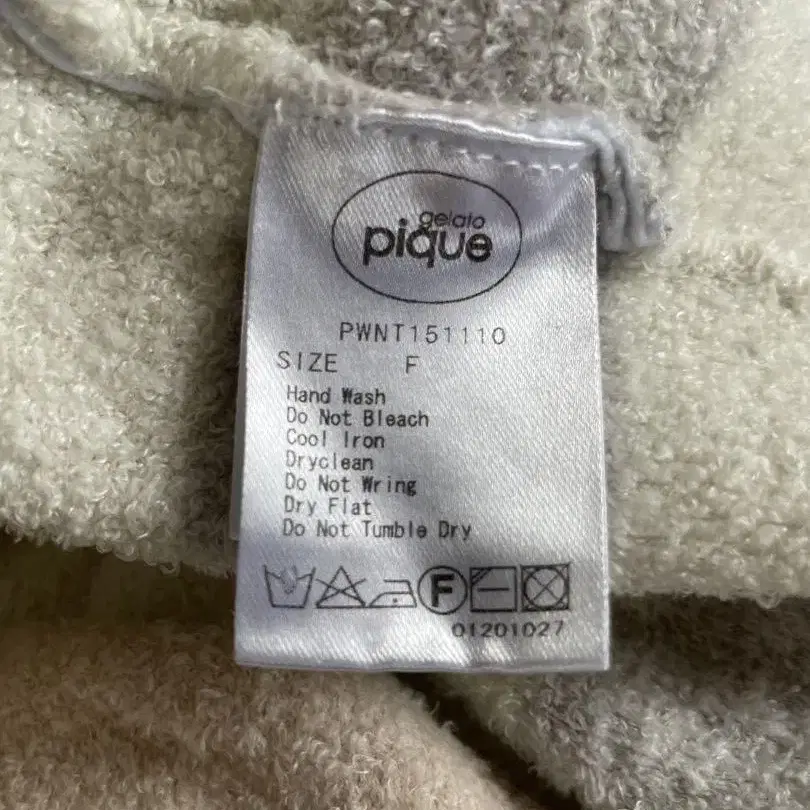 gelato
pique
PWNT151110
SIZE F
Hand Wash
Do Not Bleach
Cool Iron
Dryclean
Do Not Wring
Dry Flat
Do Not Tumble Dry
F
01201027